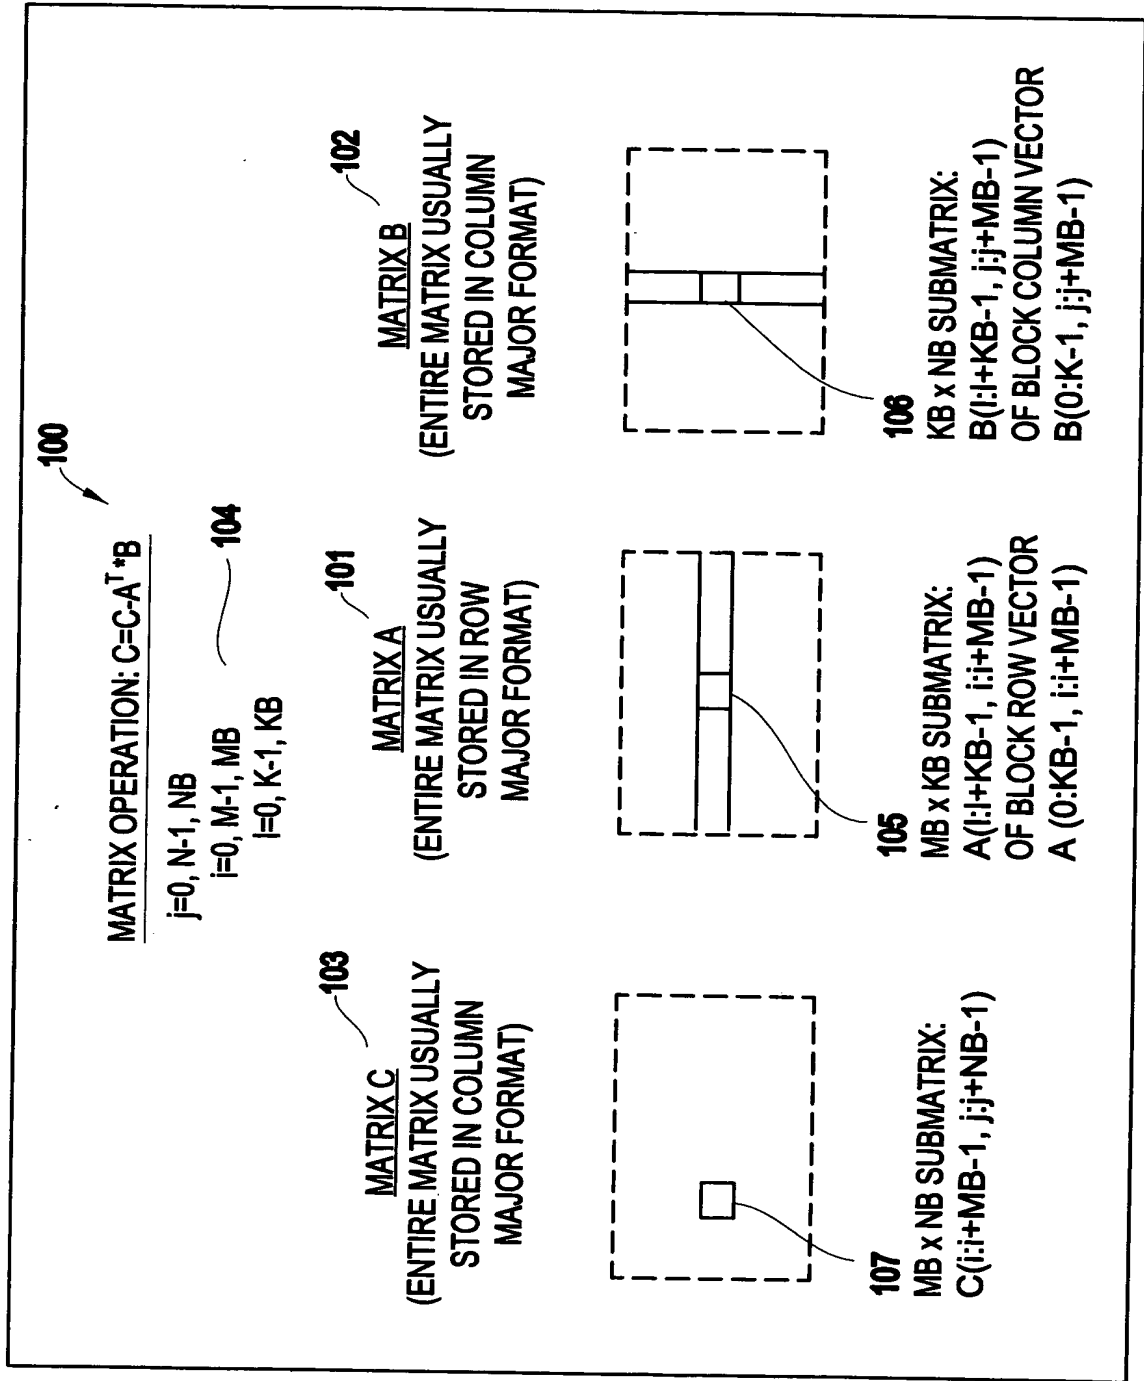 100
MATRIX OPERATION: C=C-Aᵀ*B
j=0, N-1, NB
i=0, M-1, MB
l=0, K-1, KB
104
103
MATRIX C
(ENTIRE MATRIX USUALLY
STORED IN COLUMN
MAJOR FORMAT)
101
MATRIX A
(ENTIRE MATRIX USUALLY
STORED IN ROW
MAJOR FORMAT)
102
MATRIX B
(ENTIRE MATRIX USUALLY
STORED IN COLUMN
MAJOR FORMAT)
107
MB x NB SUBMATRIX:
C(i:i+MB-1, j:j+NB-1)
105
MB x KB SUBMATRIX:
A(l:l+KB-1, i:i+MB-1)
OF BLOCK ROW VECTOR
A (0:KB-1, i:i+MB-1)
106
KB x NB SUBMATRIX:
B(l:l+KB-1, j:j+MB-1)
OF BLOCK COLUMN VECTOR
B(0:K-1, j:j+MB-1)